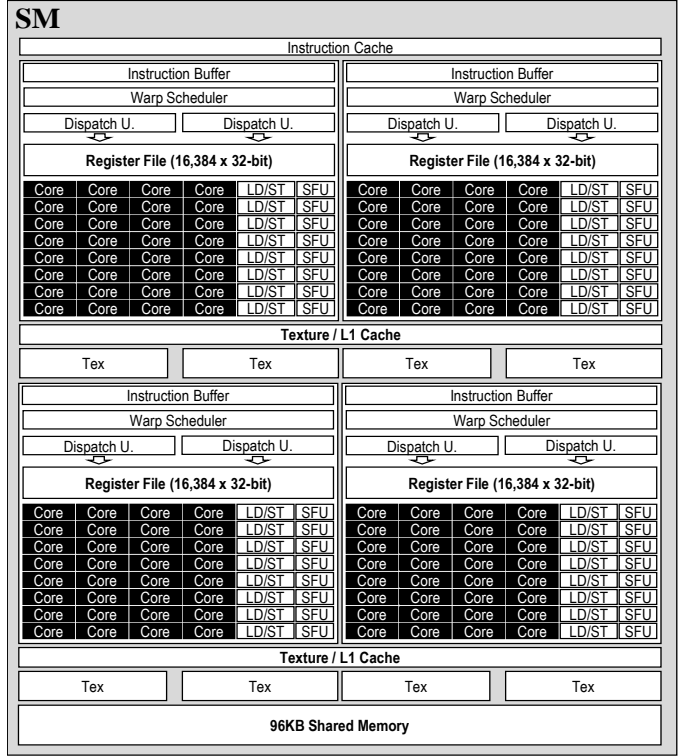 SM
Instruction Cache
Instruction Buffer Instruction Buffer
Warp Scheduler Warp Scheduler
Dispatch U. Dispatch U. Dispatch U. Dispatch U.
Register File (16,384 x 32-bit) Register File (16,384 x 32-bit)
Core Core Core Core LD/ST SFU Core Core Core Core LD/ST SFU
Core Core Core Core LD/ST SFU Core Core Core Core LD/ST SFU
Core Core Core Core LD/ST SFU Core Core Core Core LD/ST SFU
Core Core Core Core LD/ST SFU Core Core Core Core LD/ST SFU
Core Core Core Core LD/ST SFU Core Core Core Core LD/ST SFU
Core Core Core Core LD/ST SFU Core Core Core Core LD/ST SFU
Core Core Core Core LD/ST SFU Core Core Core Core LD/ST SFU
Core Core Core Core LD/ST SFU Core Core Core Core LD/ST SFU
Texture / L1 Cache
Tex Tex Tex Tex
Instruction Buffer Instruction Buffer
Warp Scheduler Warp Scheduler
Dispatch U. Dispatch U. Dispatch U. Dispatch U.
Register File (16,384 x 32-bit) Register File (16,384 x 32-bit)
Core Core Core Core LD/ST SFU Core Core Core Core LD/ST SFU
Core Core Core Core LD/ST SFU Core Core Core Core LD/ST SFU
Core Core Core Core LD/ST SFU Core Core Core Core LD/ST SFU
Core Core Core Core LD/ST SFU Core Core Core Core LD/ST SFU
Core Core Core Core LD/ST SFU Core Core Core Core LD/ST SFU
Core Core Core Core LD/ST SFU Core Core Core Core LD/ST SFU
Core Core Core Core LD/ST SFU Core Core Core Core LD/ST SFU
Core Core Core Core LD/ST SFU Core Core Core Core LD/ST SFU
Texture / L1 Cache
Tex Tex Tex Tex
96KB Shared Memory